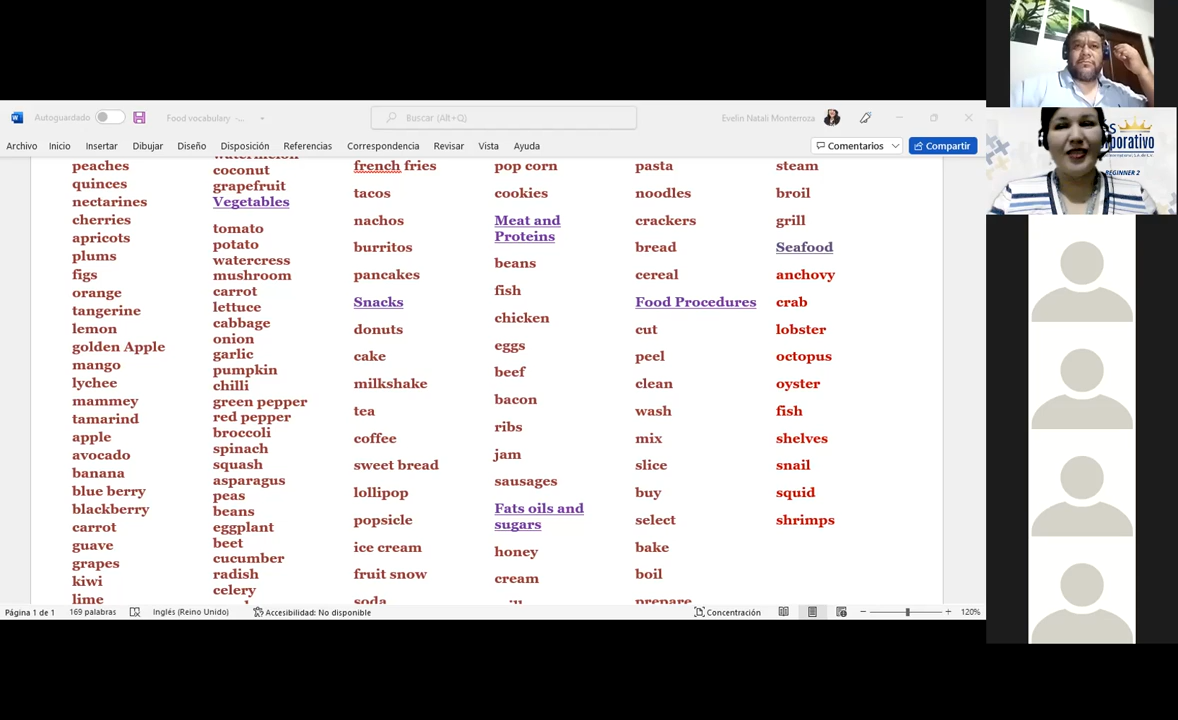 Autoguardado
Food vocabulary
Buscar (Alt+Q)
Evelin Natali Monterroza
Archivo
Inicio
Insertar
Dibujar
Diseño
Disposición
Referencias
Correspondencia
Revisar
Vista
Ayuda
Comentarios
Compartir
peaches
quinces
nectarines
cherries
apricots
plums
figs
orange
tangerine
lemon
golden Apple
mango
lychee
mammey
tamarind
apple
avocado
banana
blue berry
blackberry
carrot
guave
grapes
kiwi
lime
watermelon
coconut
grapefruit
Vegetables
tomato
potato
watercress
mushroom
carrot
lettuce
cabbage
onion
garlic
pumpkin
chilli
green pepper
red pepper
broccoli
spinach
squash
asparagus
peas
beans
eggplant
beet
cucumber
radish
celery
french fries
tacos
nachos
burritos
pancakes
Snacks
donuts
cake
milkshake
tea
coffee
sweet bread
lollipop
popsicle
ice cream
fruit snow
soda
pop corn
cookies
Meat and
Proteins
beans
fish
chicken
eggs
beef
bacon
ribs
jam
sausages
Fats oils and
sugars
honey
cream
pasta
noodles
crackers
bread
cereal
Food Procedures
cut
peel
clean
wash
mix
slice
buy
select
bake
boil
prepare
steam
broil
grill
Seafood
anchovy
crab
lobster
octopus
oyster
fish
shelves
snail
squid
shrimps
Página 1 de 1
169 palabras
Inglés (Reino Unido)
Accesibilidad: No disponible
Concentración
120%
BEGINNER 2